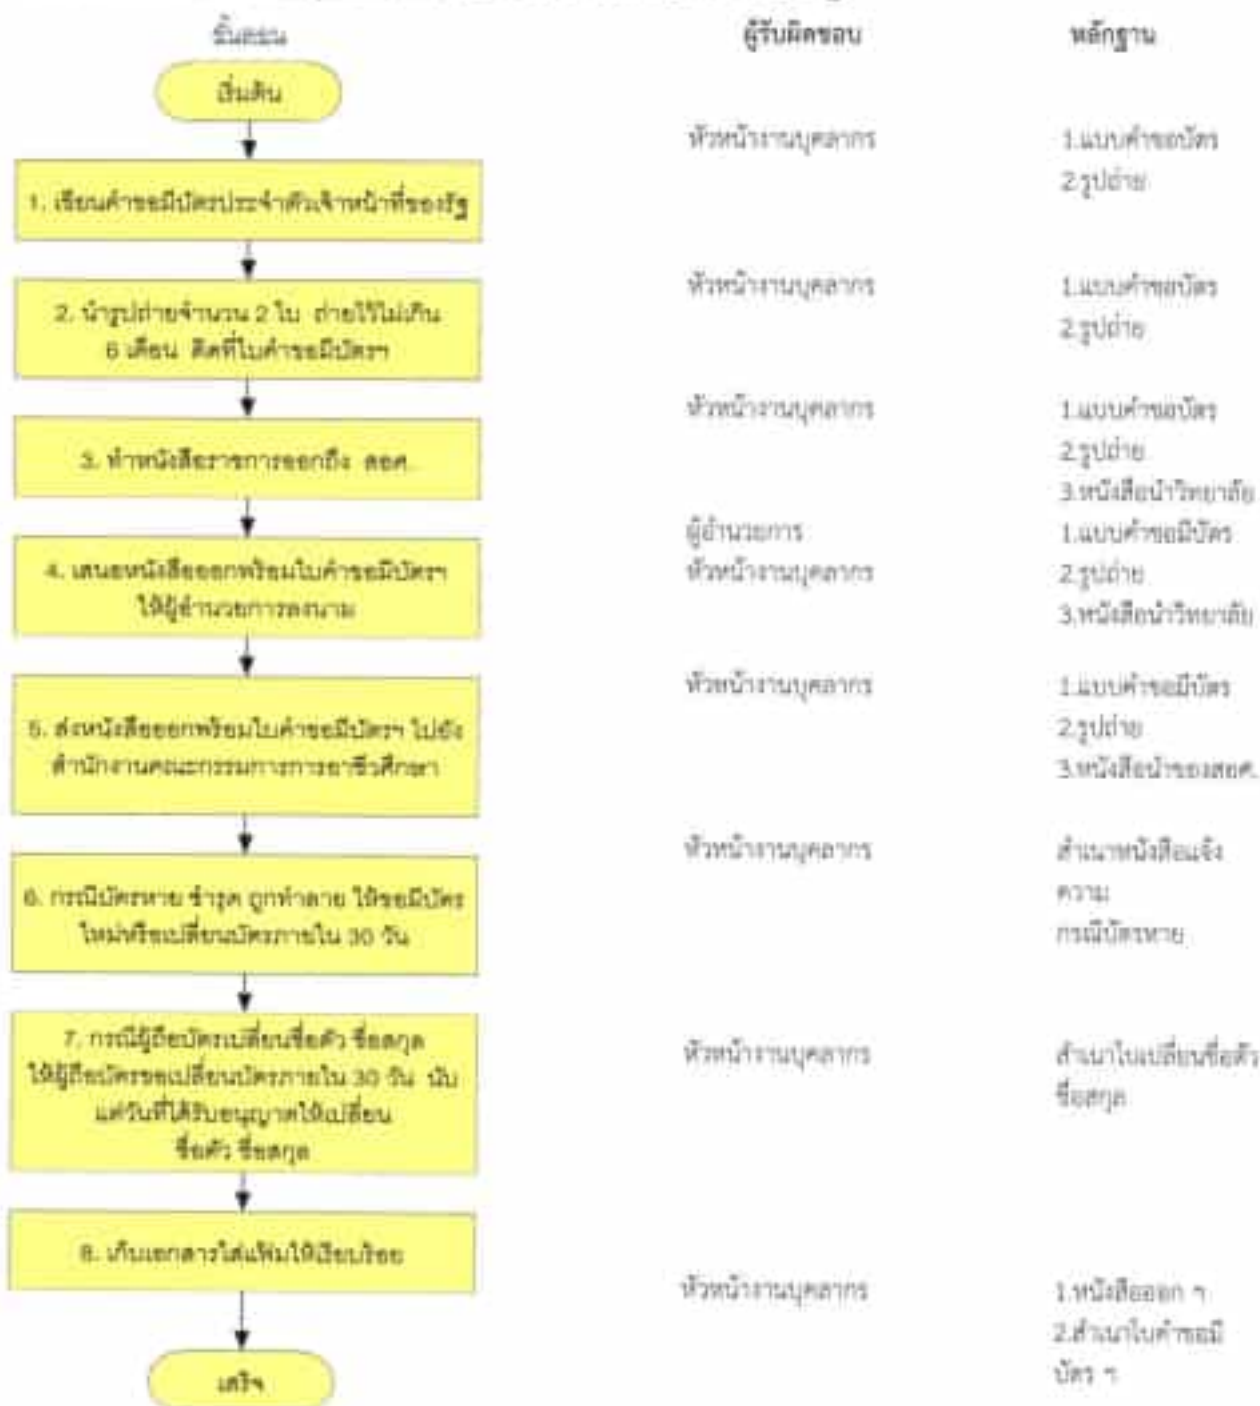 ขั้นตอน ผู้รับผิดชอบ หลักฐาน
เริ่มต้น
หัวหน้างานบุคลากร 1.แบบคำขอบัตร
2.รูปถ่าย
1. เขียนคำขอมีบัตรประจำตัวเจ้าหน้าที่ของรัฐ
หัวหน้างานบุคลากร 1.แบบคำขอบัตร
2. นำรูปถ่ายจำนวน 2 ใบ ถ่ายไว้ไม่เกิน
2.รูปถ่าย
6 เดือน ติดที่ใบคำขอมีบัตรฯ
หัวหน้างานบุคลากร 1.แบบคำขอบัตร
3. ทำหนังสือราชการออกถึง สอศ.
2.รูปถ่าย
3.หนังสือนำวิทยาลัย
ผู้อำนวยการ 1.แบบคำขอมีบัตร
4. เสนอหนังสือออกพร้อมใบคำขอมีบัตรฯ
หัวหน้างานบุคลากร 2.รูปถ่าย
ให้ผู้อำนวยการลงนาม
3.หนังสือนำวิทยาลัย
หัวหน้างานบุคลากร 1.แบบคำขอมีบัตร
5. ส่งหนังสือออกพร้อมใบคำขอมีบัตรฯ ไปยัง
2.รูปถ่าย
สำนักงานคณะกรรมการการอาชีวศึกษา
3.หนังสือนำของสอศ.
หัวหน้างานบุคลากร สำเนาหนังสือแจ้ง
6. กรณีบัตรหาย ชำรุด ถูกทำลาย ให้ขอมีบัตร
ความ
ใหม่หรือเปลี่ยนบัตรภายใน 30 วัน
กรณีบัตรหาย
7. กรณีผู้ถือบัตรเปลี่ยนชื่อตัว ชื่อสกุล
หัวหน้างานบุคลากร สำเนาใบเปลี่ยนชื่อตัว
ให้ผู้ถือบัตรขอเปลี่ยนบัตรภายใน 30 วัน นับ
ชื่อสกุล
แต่วันที่ได้รับอนุญาตให้เปลี่ยน
ชื่อตัว ชื่อสกุล
8. เก็บเอกสารใส่แฟ้มให้เรียบร้อย
หัวหน้างานบุคลากร 1.หนังสือออก ฯ
2.สำเนาใบคำขอมี
บัตร ฯ
เสร็จ